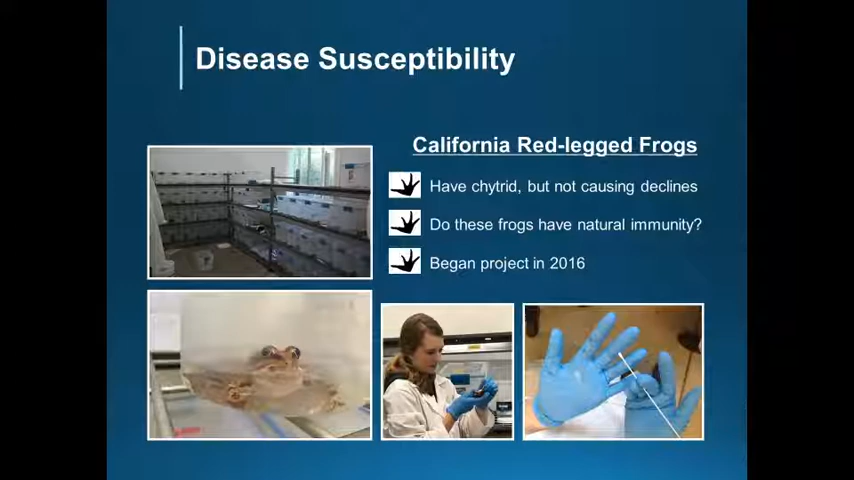 Disease Susceptibility
California Red-legged Frogs
Have chytrid, but not causing declines
Do these frogs have natural immunity?
Began project in 2016